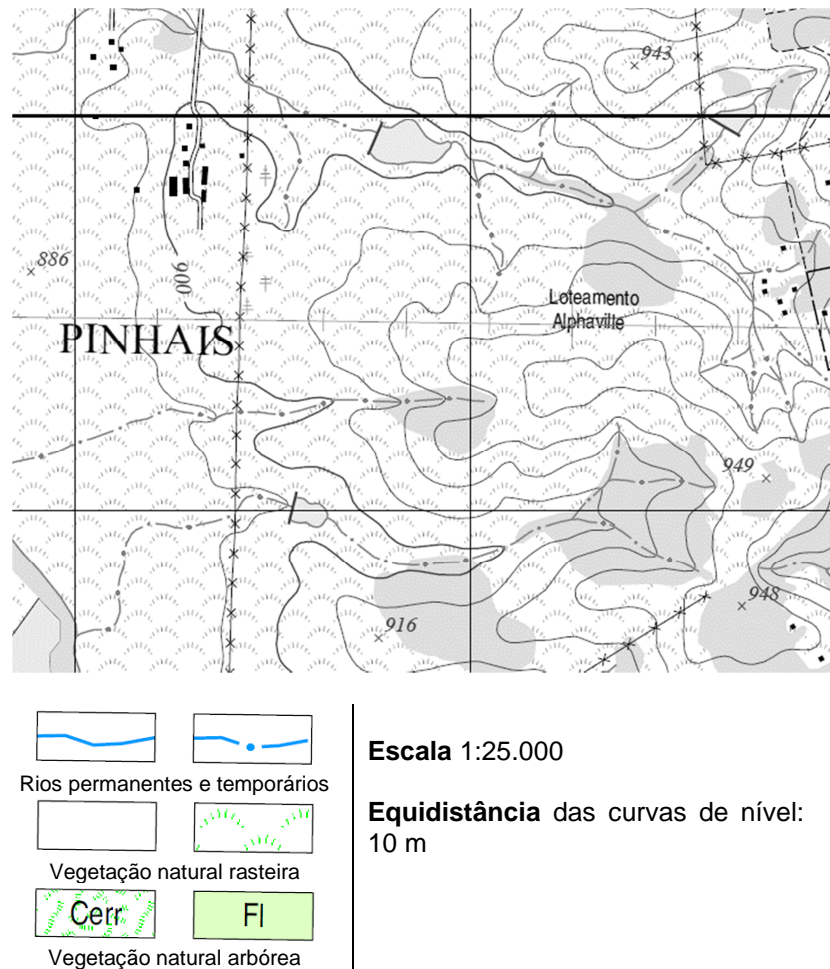 943
886
900
Loteamento
Alphaville
PINHAIS
949
948
916
Rios permanentes e temporários
Vegetação natural rasteira
Cerr
Fl
Vegetação natural arbórea
Escala 1:25.000
Equidistância das curvas de nível:
10 m